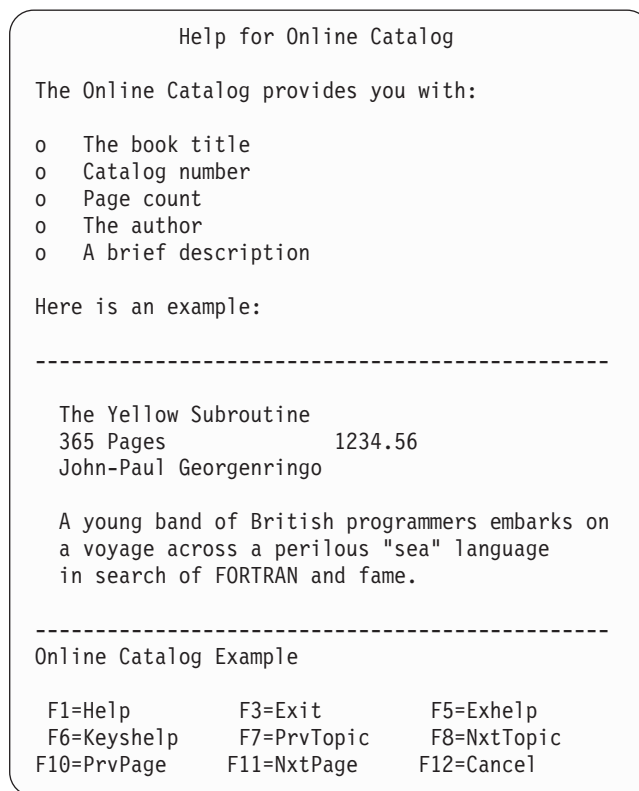 Help for Online Catalog
The Online Catalog provides you with:
o The book title
o Catalog number
o Page count
o The author
o A brief description
Here is an example:
------------------------------------------------
The Yellow Subroutine
365 Pages 1234.56
John-Paul Georgenringo
A young band of British programmers embarks on
a voyage across a perilous "sea" language
in search of FORTRAN and fame.
------------------------------------------------
Online Catalog Example
F1=Help F3=Exit F5=Exhelp
F6=Keyshelp F7=PrvTopic F8=NxtTopic
F10=PrvPage F11=NxtPage F12=Cancel